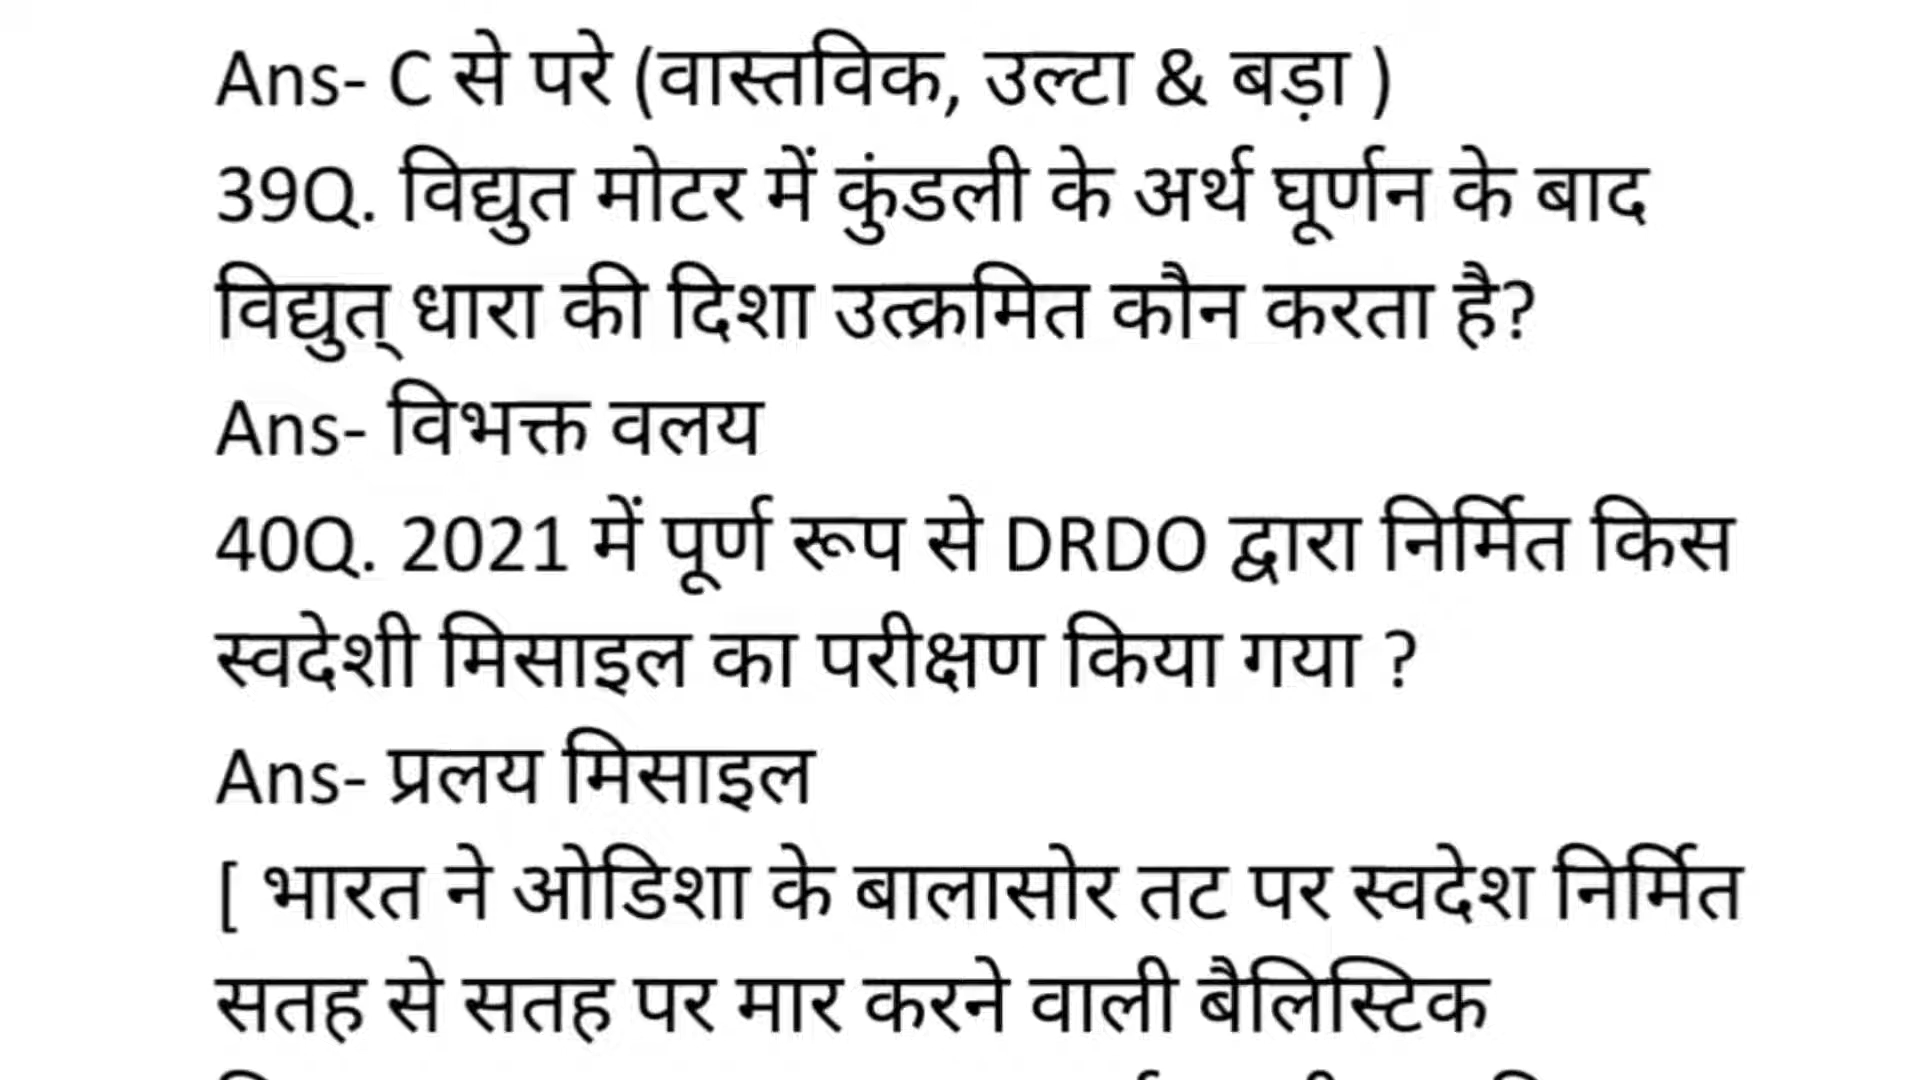 Ans- C से परे (वास्तविक, उल्टा & बड़ा )
39Q. विद्युत मोटर में कुंडली के अर्थ घूर्णन के बाद
विद्युत् धारा की दिशा उत्क्रमित कौन करता है?
Ans- विभक्त वलय
40Q. 2021 में पूर्ण रूप से DRDO द्वारा निर्मित किस
स्वदेशी मिसाइल का परीक्षण किया गया ?
Ans- प्रलय मिसाइल
[ भारत ने ओडिशा के बालासोर तट पर स्वदेश निर्मित
सतह से सतह पर मार करने वाली बैलिस्टिक